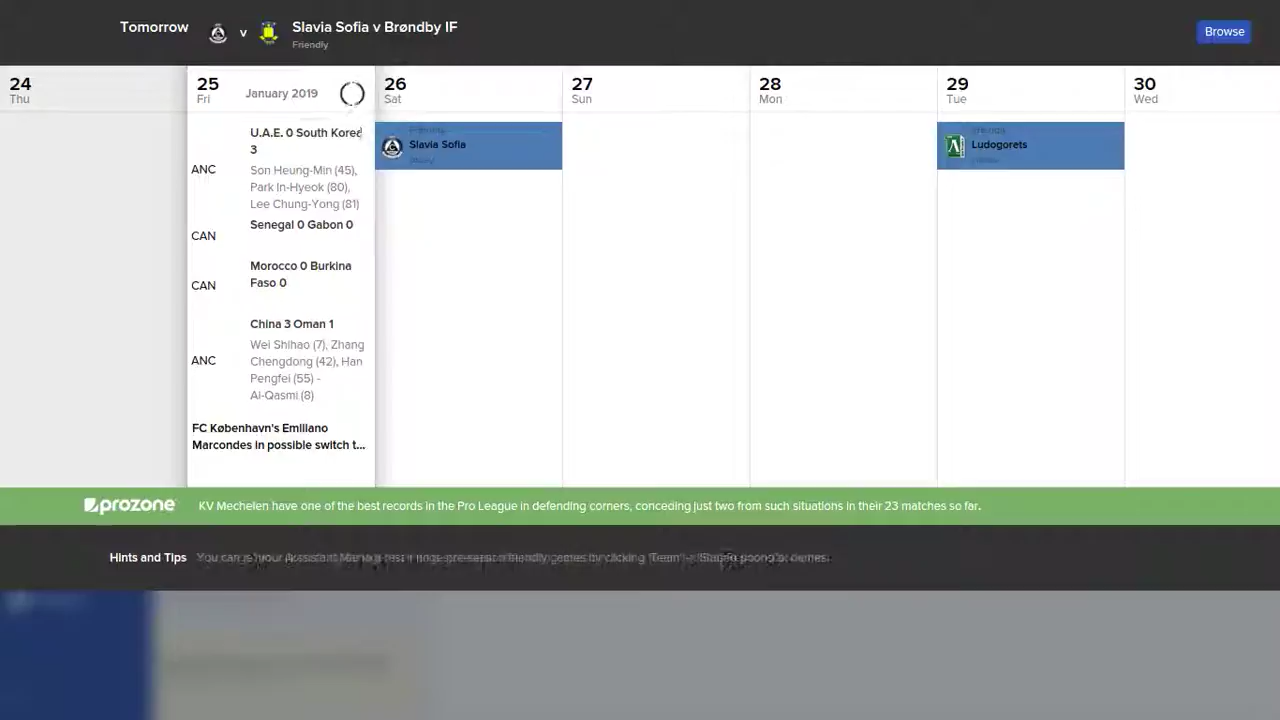 Tomorrow
v
Slavia Sofia v Brøndby IF
Friendly
Browse
24
Thu
25
Fri
January 2019
26
Sat
27
Sun
28
Mon
29
Tue
30
Wed
ANC
U.A.E. 0 South Korea
3
Son Heung-Min (45),
Park In-Hyeok (80),
Lee Chung-Yong (81)
CAN
Senegal 0 Gabon 0
CAN
Morocco 0 Burkina
Faso 0
ANC
China 3 Oman 1
Wei Shihao (7), Zhang
Chengdong (42), Han
Pengfei (55) -
Al-Qasmi (8)
FC København's Emiliano
Marcondes in possible switch t...
Slavia Sofia
Ludogorets
prozone
KV Mechelen have one of the best records in the Pro League in defending corners, conceding just two from such situations in their 23 matches so far.
Hints and Tips